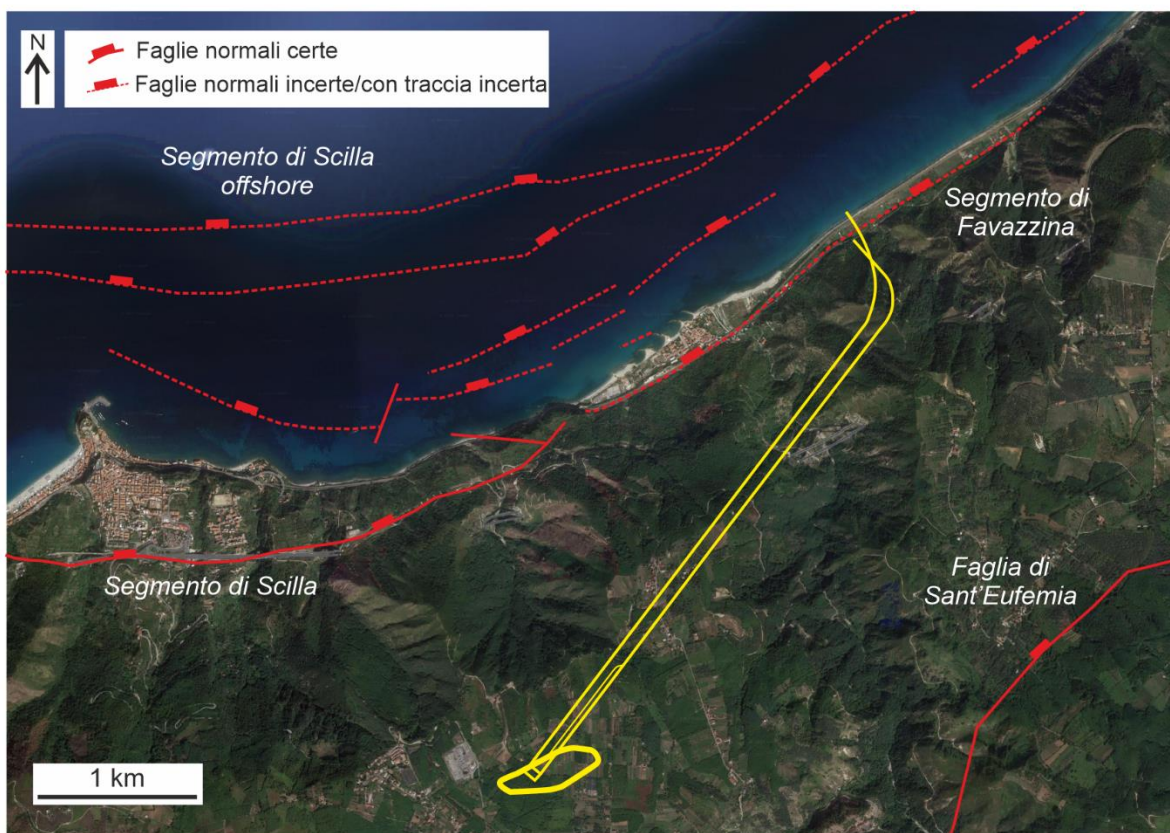 N
Faglie normali certe
Faglie normali incerte/con traccia incerta
Segmento di Scilla
offshore
Segmento di
Favazzina
Segmento di Scilla
Faglia di
Sant'Eufemia
1 km